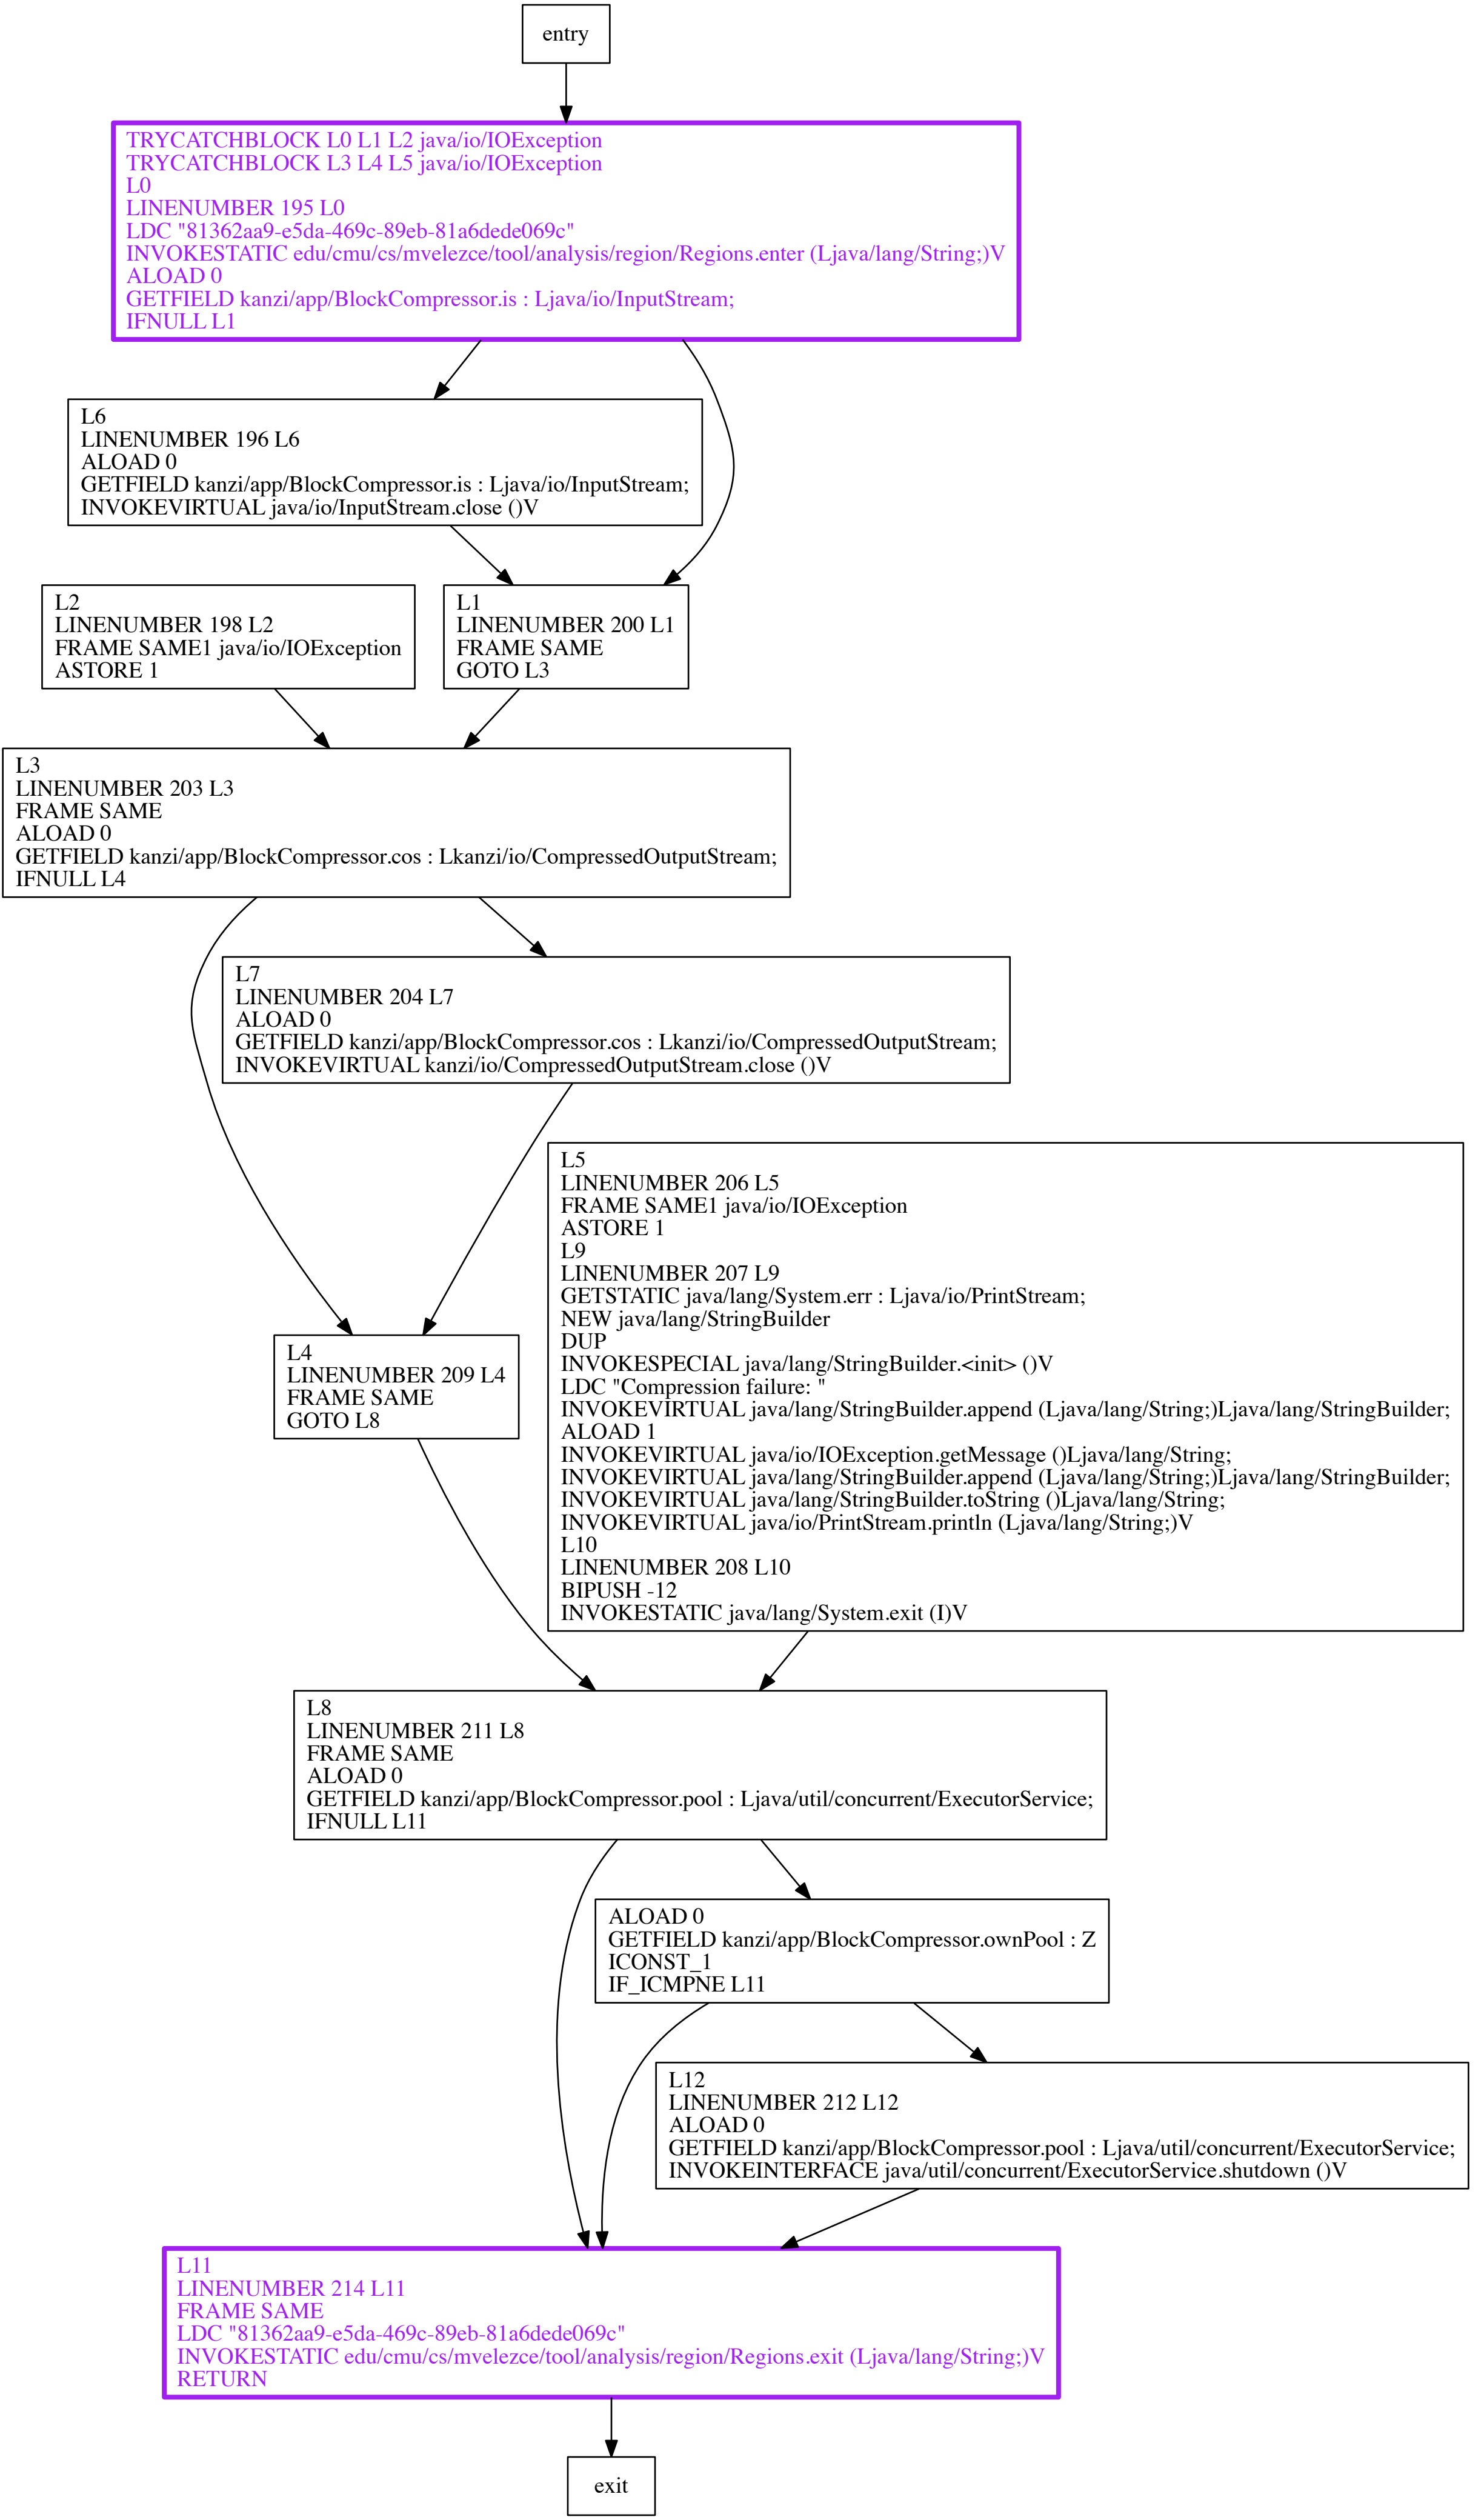 entry
TRYCATCHBLOCK L0 L1 L2 java/io/IOException
TRYCATCHBLOCK L3 L4 L5 java/io/IOException
L0
LINENUMBER 195 L0
LDC "81362aa9-e5da-469c-89eb-81a6dede069c"
INVOKESTATIC edu/cmu/cs/mvelezce/tool/analysis/region/Regions.enter (Ljava/lang/String;)V
ALOAD 0
GETFIELD kanzi/app/BlockCompressor.is : Ljava/io/InputStream;
IFNULL L1
L6
LINENUMBER 196 L6
ALOAD 0
GETFIELD kanzi/app/BlockCompressor.is : Ljava/io/InputStream;
INVOKEVIRTUAL java/io/InputStream.close ()V
L2
LINENUMBER 198 L2
FRAME SAME1 java/io/IOException
ASTORE 1
L1
LINENUMBER 200 L1
FRAME SAME
GOTO L3
L3
LINENUMBER 203 L3
FRAME SAME
ALOAD 0
GETFIELD kanzi/app/BlockCompressor.cos : Lkanzi/io/CompressedOutputStream;
IFNULL L4
L7
LINENUMBER 204 L7
ALOAD 0
GETFIELD kanzi/app/BlockCompressor.cos : Lkanzi/io/CompressedOutputStream;
INVOKEVIRTUAL kanzi/io/CompressedOutputStream.close ()V
L5
LINENUMBER 206 L5
FRAME SAME1 java/io/IOException
ASTORE 1
L9
LINENUMBER 207 L9
GETSTATIC java/lang/System.err : Ljava/io/PrintStream;
NEW java/lang/StringBuilder
DUP
INVOKESPECIAL java/lang/StringBuilder.<init> ()V
LDC "Compression failure: "
INVOKEVIRTUAL java/lang/StringBuilder.append (Ljava/lang/String;)Ljava/lang/StringBuilder;
ALOAD 1
INVOKEVIRTUAL java/io/IOException.getMessage ()Ljava/lang/String;
INVOKEVIRTUAL java/lang/StringBuilder.append (Ljava/lang/String;)Ljava/lang/StringBuilder;
INVOKEVIRTUAL java/lang/StringBuilder.toString ()Ljava/lang/String;
INVOKEVIRTUAL java/io/PrintStream.println (Ljava/lang/String;)V
L10
LINENUMBER 208 L10
BIPUSH -12
INVOKESTATIC java/lang/System.exit (I)V
L4
LINENUMBER 209 L4
FRAME SAME
GOTO L8
L8
LINENUMBER 211 L8
FRAME SAME
ALOAD 0
GETFIELD kanzi/app/BlockCompressor.pool : Ljava/util/concurrent/ExecutorService;
IFNULL L11
ALOAD 0
GETFIELD kanzi/app/BlockCompressor.ownPool : Z
ICONST_1
IF_ICMPNE L11
L12
LINENUMBER 212 L12
ALOAD 0
GETFIELD kanzi/app/BlockCompressor.pool : Ljava/util/concurrent/ExecutorService;
INVOKEINTERFACE java/util/concurrent/ExecutorService.shutdown ()V
L11
LINENUMBER 214 L11
FRAME SAME
LDC "81362aa9-e5da-469c-89eb-81a6dede069c"
INVOKESTATIC edu/cmu/cs/mvelezce/tool/analysis/region/Regions.exit (Ljava/lang/String;)V
RETURN
exit